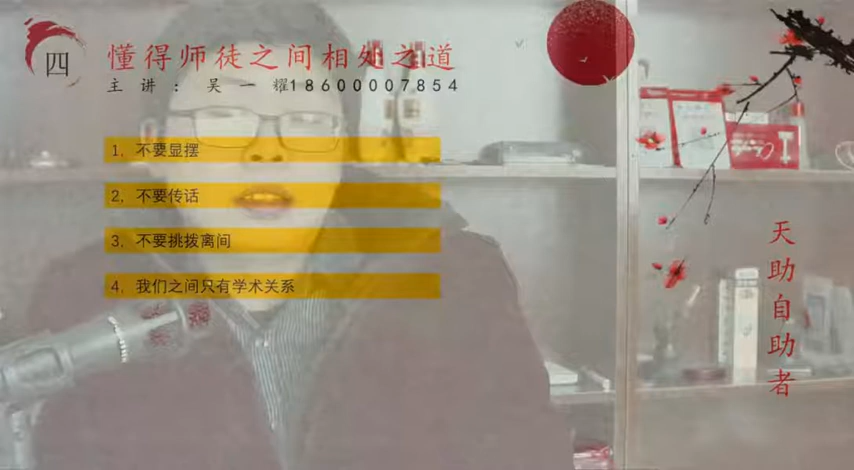 四
懂得师徒之间相处之道
主讲：吴一耀18600007854
1，不要显摆
2，不要传话
3，不要挑拨离间
4，我们之间只有学术关系
天助自助者